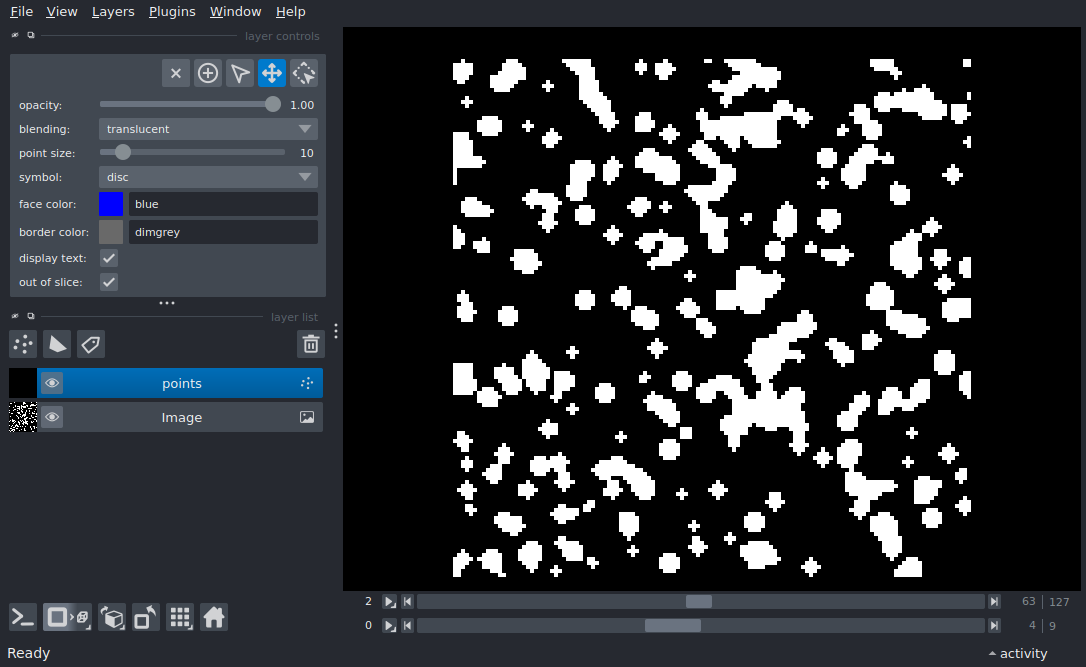 File View Layers Plugins Window Help
layer controls
opacity: 1.00
blending: translucent
point size: 10
symbol: disc
face color: blue
border color: dimgrey
display text:
out of slice:
layer list
points
Image
2 63 127
0 4 9
Ready activity